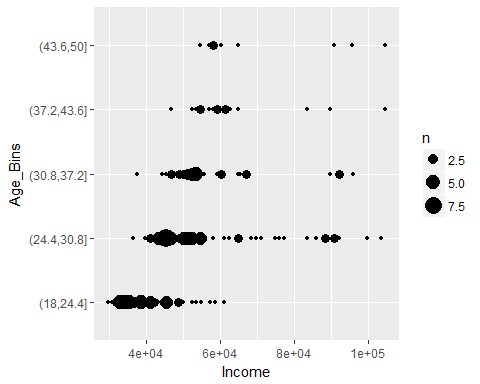 (43.6,50]
(37.2,43.6]
(30.8,37.2]
(24.4,30.8]
(18,24.4]
Age_Bins
4e+04 6e+04 8e+04 1e+05
Income
n
2.5
5.0
7.5